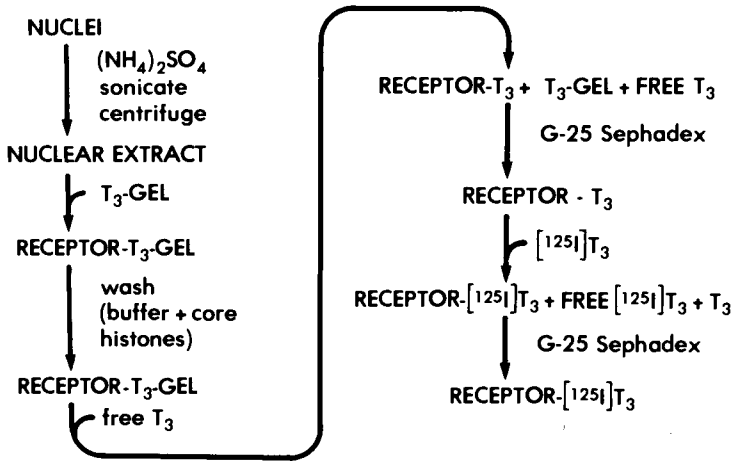 NUCLEI
(NH₄)₂SO₄
sonicate
centrifuge
NUCLEAR EXTRACT
T₃-GEL
RECEPTOR-T₃-GEL
wash
(buffer + core
histones)
RECEPTOR-T₃-GEL
free T₃
RECEPTOR-T₃ + T₃-GEL + FREE T₃
G-25 Sephadex
RECEPTOR - T₃
[¹²⁵I]T₃
RECEPTOR-[¹²⁵I]T₃ + FREE [¹²⁵I]T₃ + T₃
G-25 Sephadex
RECEPTOR-[¹²⁵I]T₃